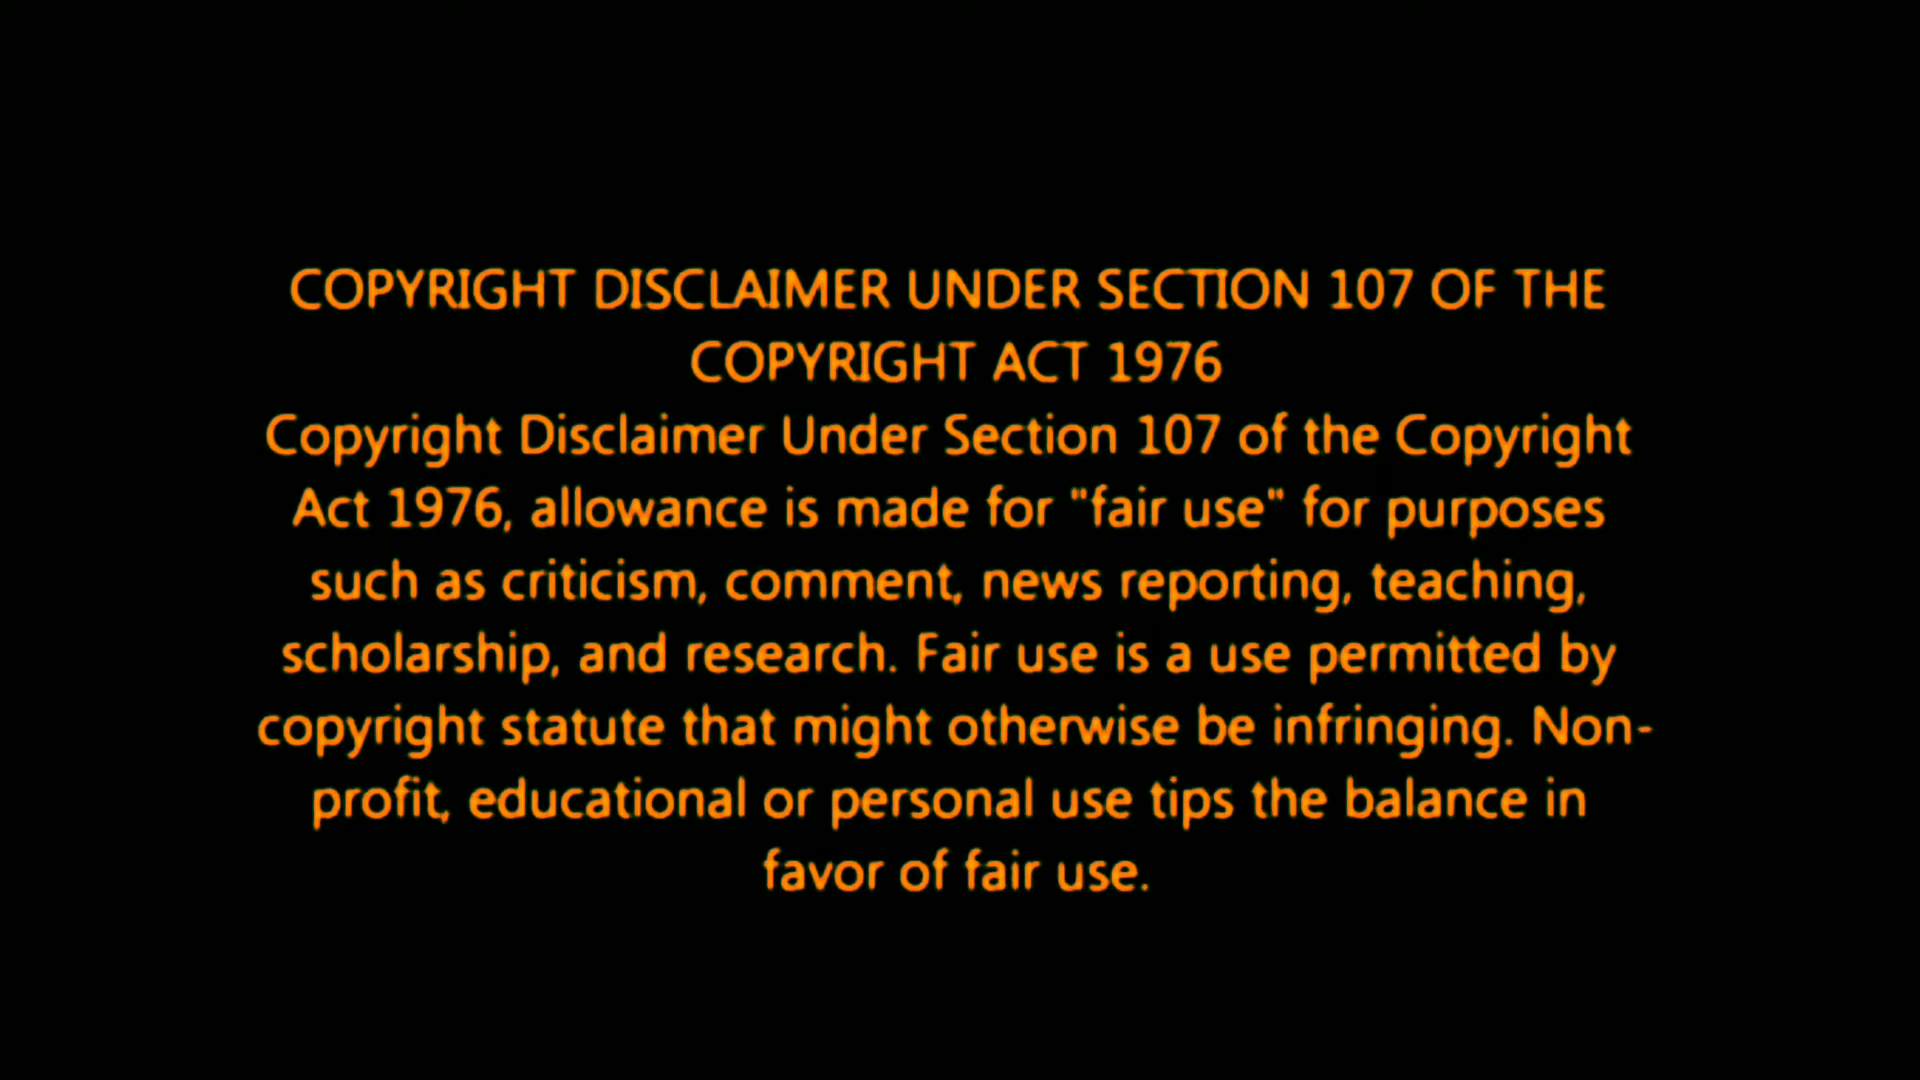 COPYRIGHT DISCLAIMER UNDER SECTION 107 OF THE
COPYRIGHT ACT 1976
Copyright Disclaimer Under Section 107 of the Copyright
Act 1976, allowance is made for "fair use" for purposes
such as criticism, comment, news reporting, teaching,
scholarship, and research. Fair use is a use permitted by
copyright statute that might otherwise be infringing. Non-
profit, educational or personal use tips the balance in
favor of fair use.